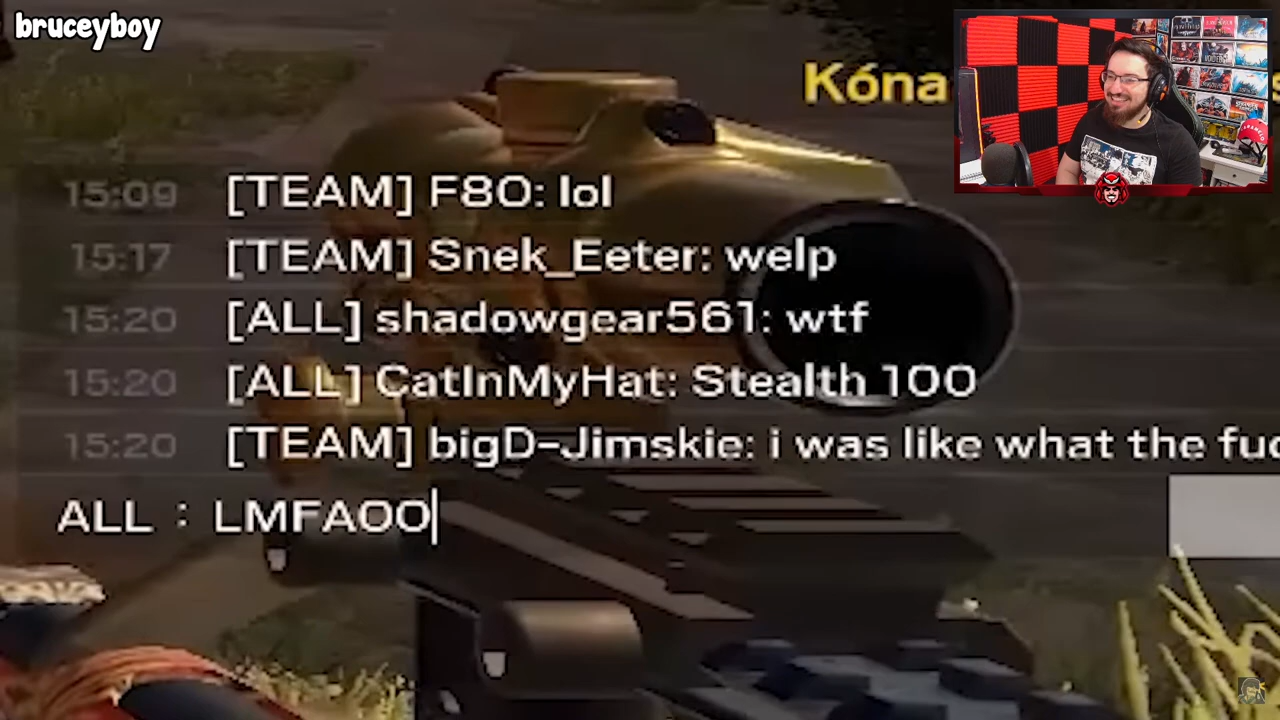 bruceyboy
Kóna
15:09 [TEAM] F80: lol
15:17 [TEAM] Snek_Eeter: welp
15:20 [ALL] shadowgear561: wtf
15:20 [ALL] CatInMyHat: Stealth 100
15:20 [TEAM] bigD-Jimskie: i was like what the fuc
ALL : LMFAOO